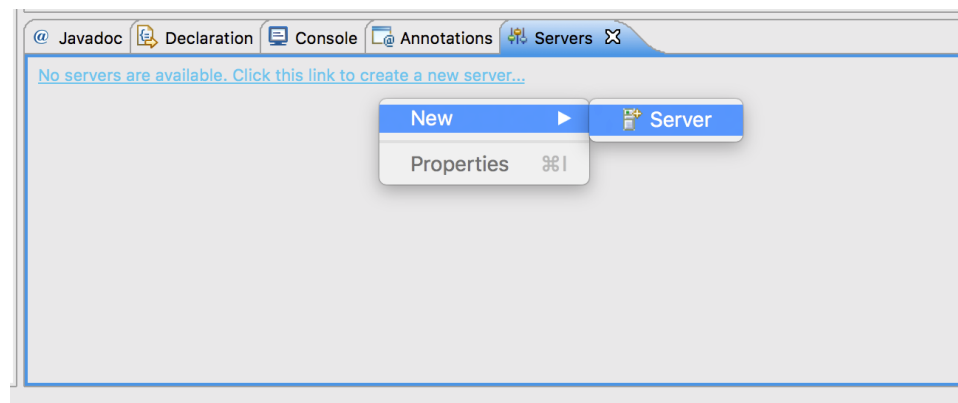 @ Javadoc Declaration Console Annotations Servers
No servers are available. Click this link to create a new server...
New Server
Properties ⌘I